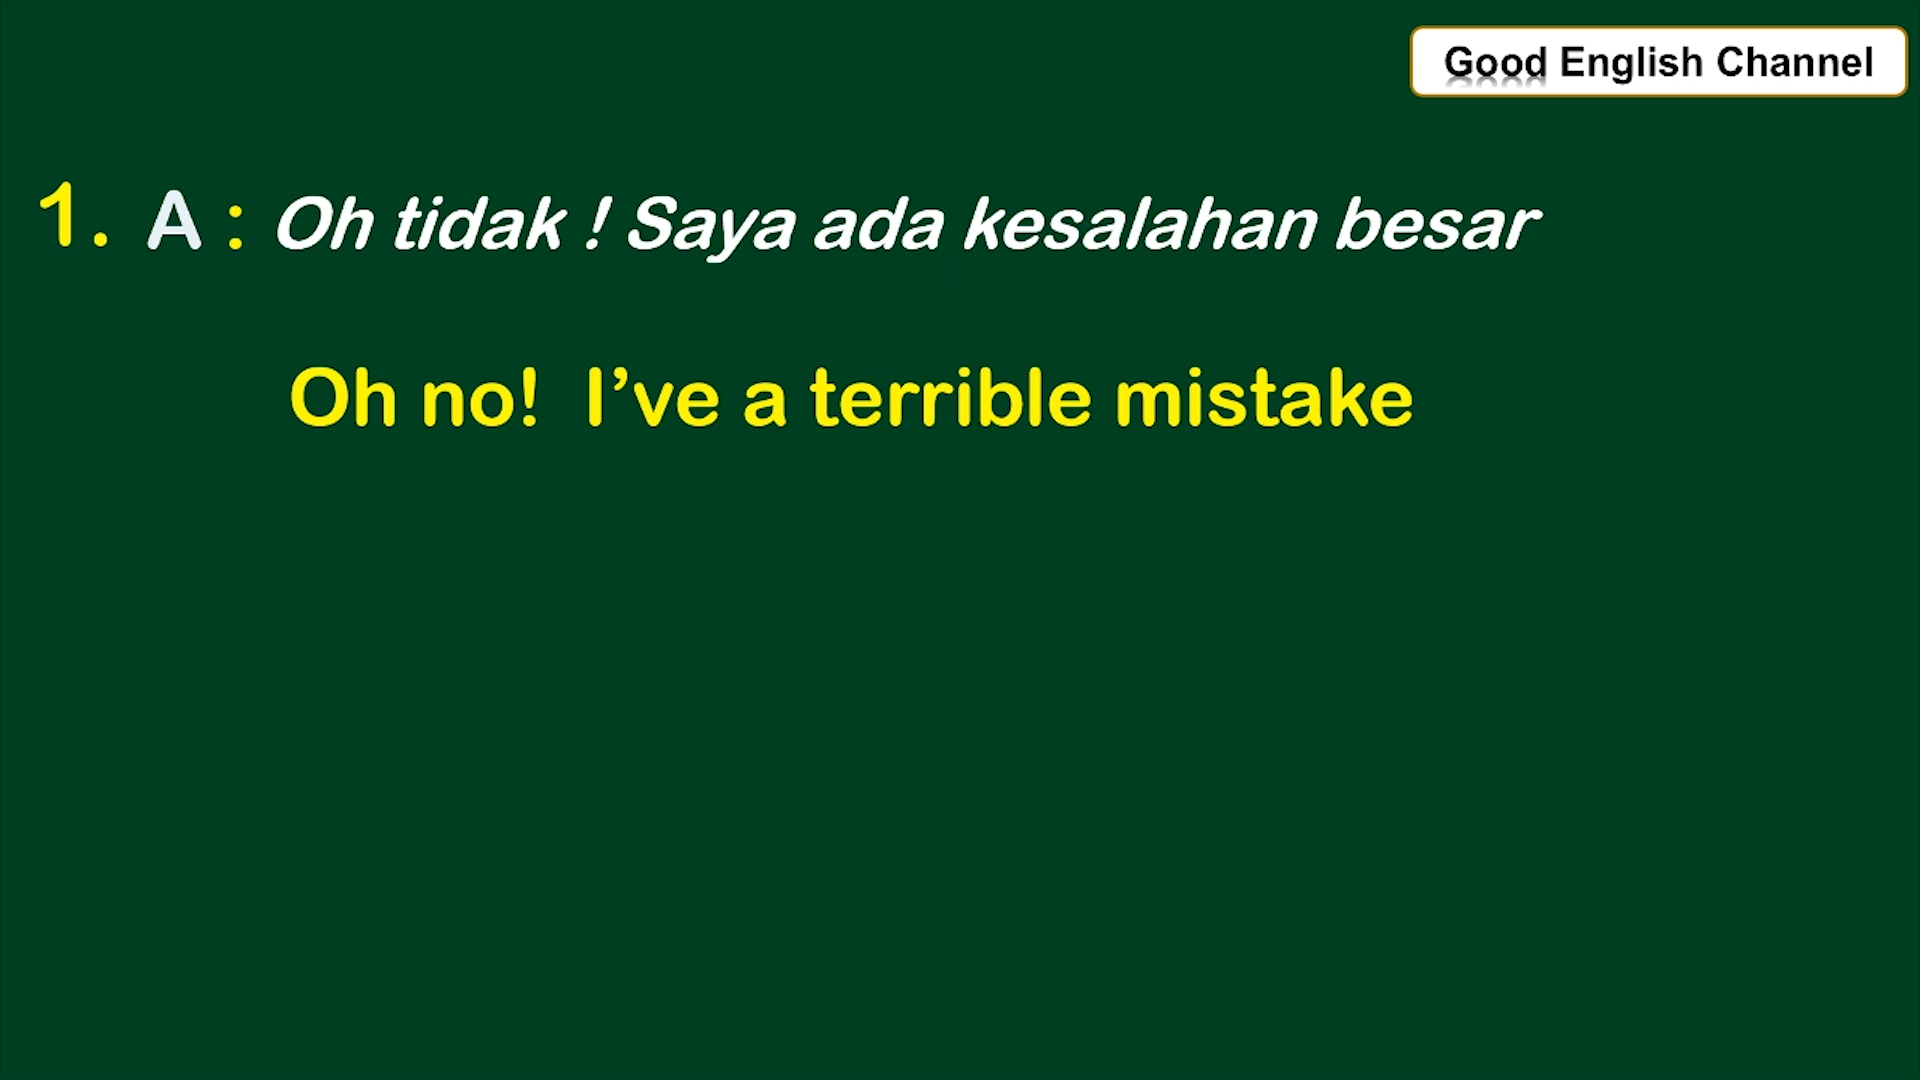 Good English Channel
1. A : Oh tidak ! Saya ada kesalahan besar
Oh no! I’ve a terrible mistake